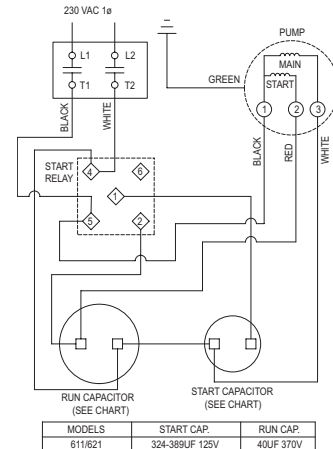 230 VAC 1ø
L1
L2
T1
T2
BLACK
WHITE
GREEN
PUMP
MAIN
START
1
2
3
BLACK
RED
WHITE
START
RELAY
4
6
1
5
2
RUN CAPACITOR
(SEE CHART)
START CAPACITOR
(SEE CHART)
MODELS START CAP. RUN CAP.
611/621 324-389UF 125V 40UF 370V